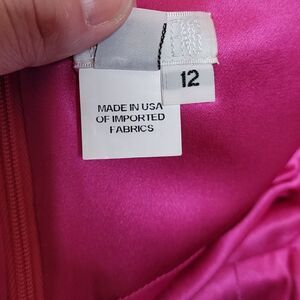 12
MADE IN USA
OF IMPORTED
FABRICS